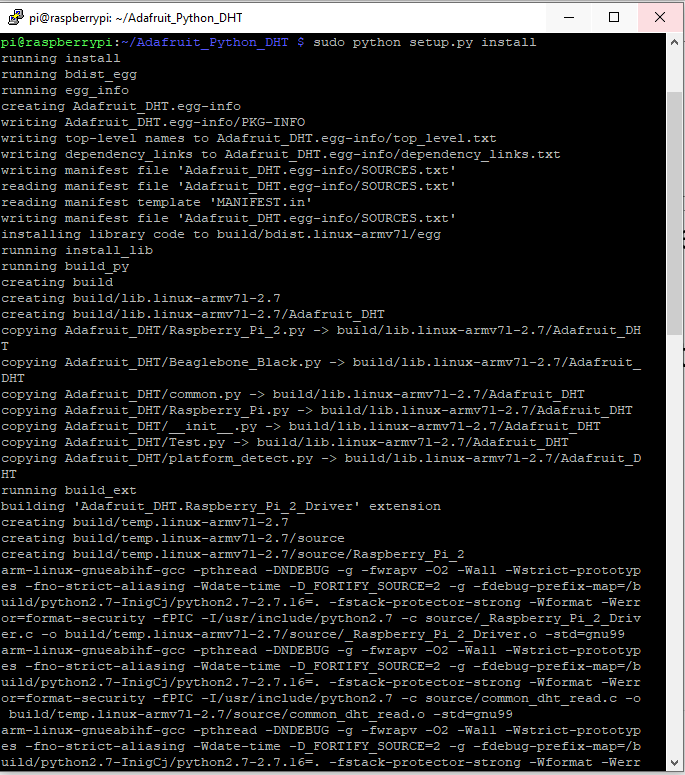 pi@raspberrypi: ~/Adafruit_Python_DHT
pi@raspberrypi:~/Adafruit_Python_DHT $ sudo python setup.py install
running install
running bdist_egg
running egg_info
creating Adafruit_DHT.egg-info
writing Adafruit_DHT.egg-info/PKG-INFO
writing top-level names to Adafruit_DHT.egg-info/top_level.txt
writing dependency_links to Adafruit_DHT.egg-info/dependency_links.txt
writing manifest file 'Adafruit_DHT.egg-info/SOURCES.txt'
reading manifest file 'Adafruit_DHT.egg-info/SOURCES.txt'
reading manifest template 'MANIFEST.in'
writing manifest file 'Adafruit_DHT.egg-info/SOURCES.txt'
installing library code to build/bdist.linux-armv7l/egg
running install_lib
running build_py
creating build
creating build/lib.linux-armv7l-2.7
creating build/lib.linux-armv7l-2.7/Adafruit_DHT
copying Adafruit_DHT/Raspberry_Pi_2.py -> build/lib.linux-armv7l-2.7/Adafruit_DH
T
copying Adafruit_DHT/Beaglebone_Black.py -> build/lib.linux-armv7l-2.7/Adafruit_
DHT
copying Adafruit_DHT/common.py -> build/lib.linux-armv7l-2.7/Adafruit_DHT
copying Adafruit_DHT/Raspberry_Pi.py -> build/lib.linux-armv7l-2.7/Adafruit_DHT
copying Adafruit_DHT/__init__.py -> build/lib.linux-armv7l-2.7/Adafruit_DHT
copying Adafruit_DHT/Test.py -> build/lib.linux-armv7l-2.7/Adafruit_DHT
copying Adafruit_DHT/platform_detect.py -> build/lib.linux-armv7l-2.7/Adafruit_D
HT
running build_ext
building 'Adafruit_DHT.Raspberry_Pi_2_Driver' extension
creating build/temp.linux-armv7l-2.7
creating build/temp.linux-armv7l-2.7/source
creating build/temp.linux-armv7l-2.7/source/Raspberry_Pi_2
arm-linux-gnueabihf-gcc -pthread -DNDEBUG -g -fwrapv -O2 -Wall -Wstrict-prototyp
es -fno-strict-aliasing -Wdate-time -D_FORTIFY_SOURCE=2 -g -fdebug-prefix-map=/b
uild/python2.7-InigCj/python2.7-2.7.16=. -fstack-protector-strong -Wformat -Werr
or=format-security -fPIC -I/usr/include/python2.7 -c source/_Raspberry_Pi_2_Driv
er.c -o build/temp.linux-armv7l-2.7/source/_Raspberry_Pi_2_Driver.o -std=gnu99
arm-linux-gnueabihf-gcc -pthread -DNDEBUG -g -fwrapv -O2 -Wall -Wstrict-prototyp
es -fno-strict-aliasing -Wdate-time -D_FORTIFY_SOURCE=2 -g -fdebug-prefix-map=/b
uild/python2.7-InigCj/python2.7-2.7.16=. -fstack-protector-strong -Wformat -Werr
or=format-security -fPIC -I/usr/include/python2.7 -c source/common_dht_read.c -o
 build/temp.linux-armv7l-2.7/source/common_dht_read.o -std=gnu99
arm-linux-gnueabihf-gcc -pthread -DNDEBUG -g -fwrapv -O2 -Wall -Wstrict-prototyp
es -fno-strict-aliasing -Wdate-time -D_FORTIFY_SOURCE=2 -g -fdebug-prefix-map=/b
uild/python2.7-InigCj/python2.7-2.7.16=. -fstack-protector-strong -Wformat -Werr